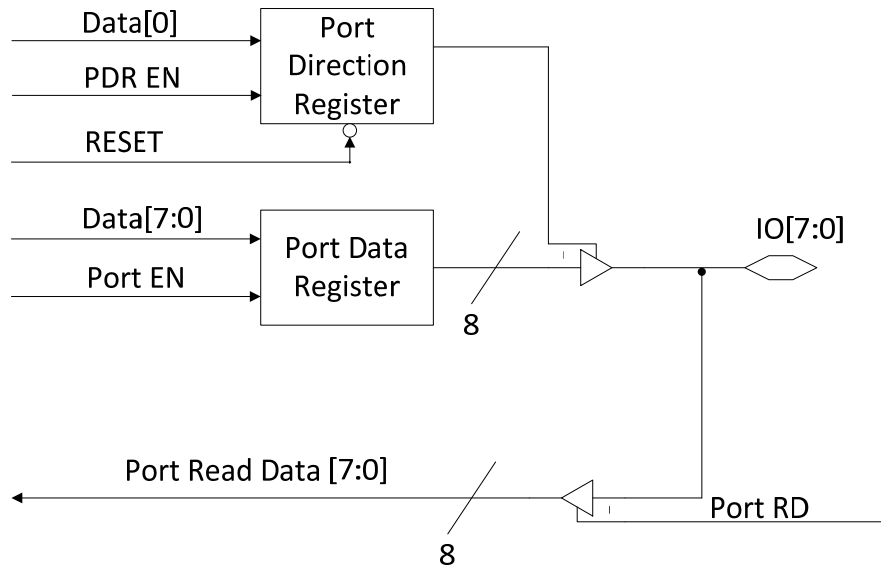 Data[0]
PDR EN
RESET
Port
Direction
Register
Data[7:0]
Port EN
Port Data
Register
8
IO[7:0]
Port Read Data [7:0]
8
Port RD